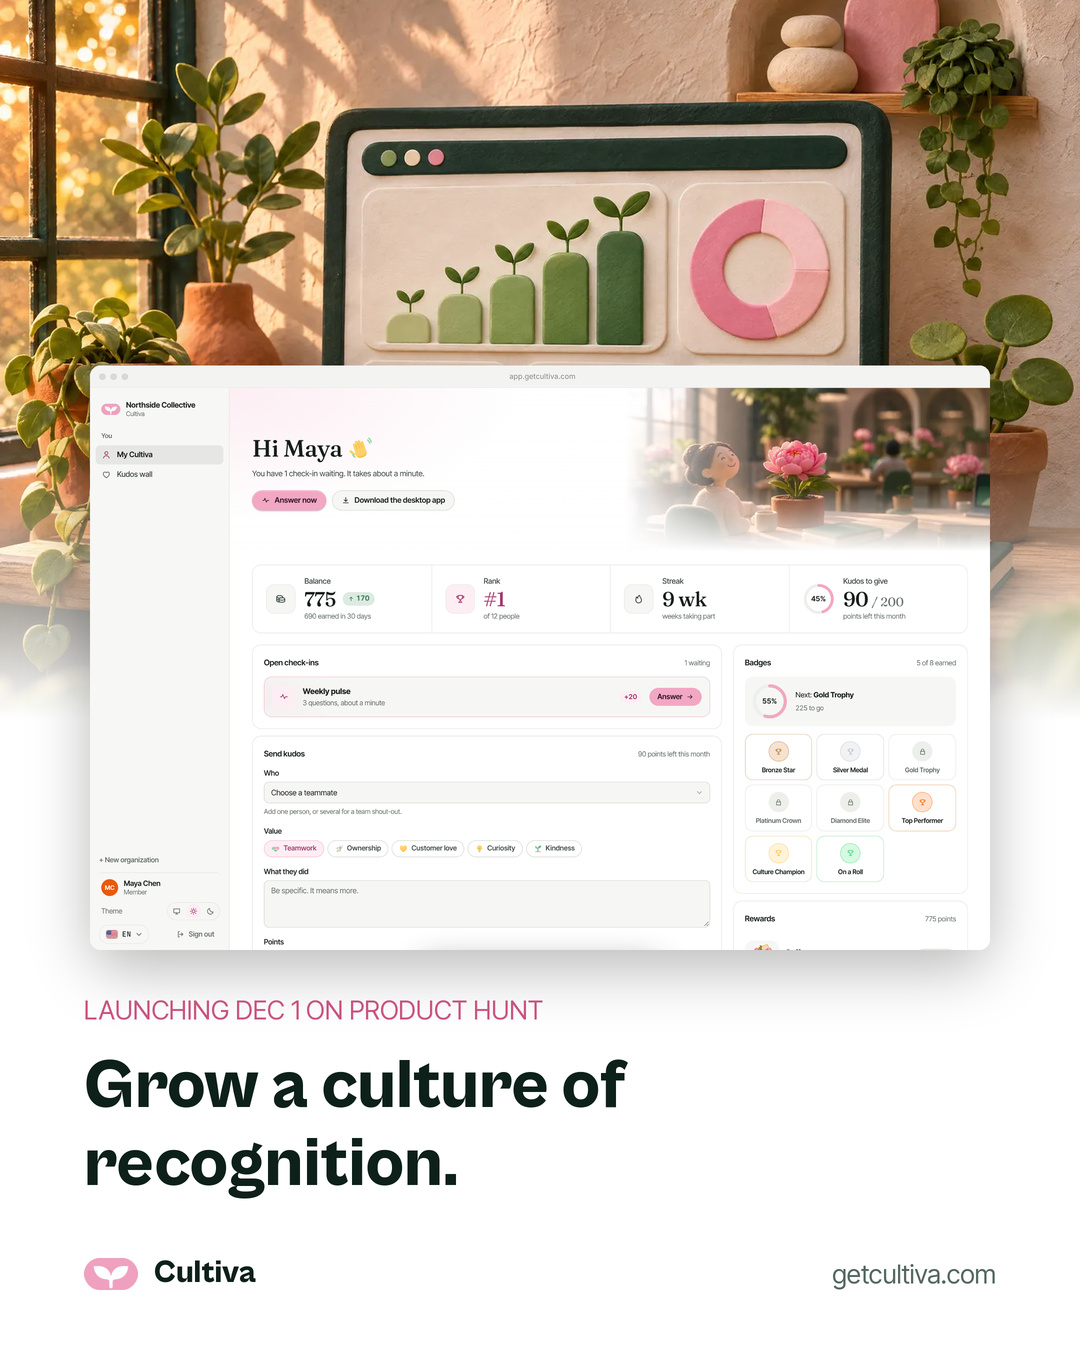 app.getcultiva.com
Northside Collective
Cultiva
You
My Cultiva
Kudos wall
+ New organization
MC
Maya Chen
Member
Theme
EN
Sign out
Hi Maya 👋
You have 1 check-in waiting. It takes about a minute.
Answer now
Download the desktop app
Balance
775
↑ 170
690 earned in 30 days
Rank
#1
of 12 people
Streak
9 wk
weeks taking part
45%
Kudos to give
90 / 200
points left this month
Open check-ins
1 waiting
Weekly pulse
3 questions, about a minute
+20
Answer →
Send kudos
90 points left this month
Who
Choose a teammate
Add one person, or several for a team shout-out.
Value
Teamwork
Ownership
Customer love
Curiosity
Kindness
What they did
Be specific. It means more.
Points
Badges
5 of 8 earned
55%
Next: Gold Trophy
225 to go
Bronze Star
Silver Medal
Gold Trophy
Platinum Crown
Diamond Elite
Top Performer
Culture Champion
On a Roll
Rewards
775 points
LAUNCHING DEC 1 ON PRODUCT HUNT
Grow a culture of
recognition.
Cultiva
getcultiva.com